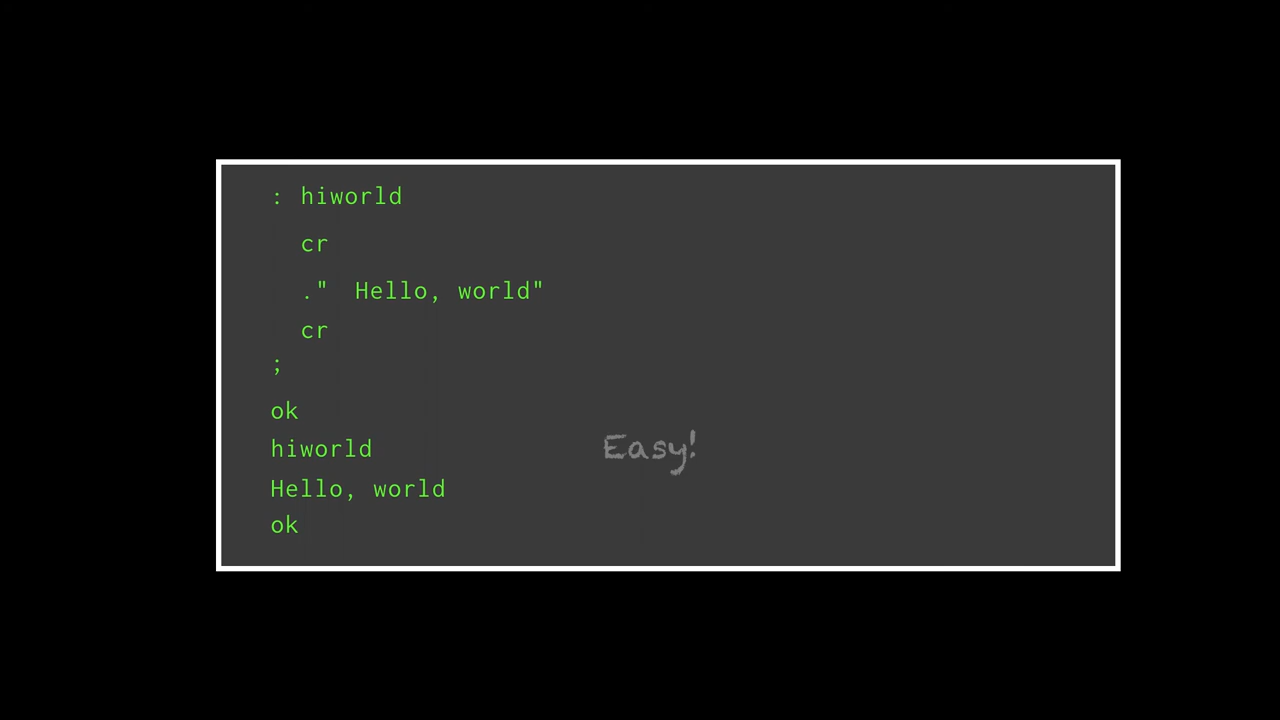 : hiworld
cr
."  Hello, world"
cr
;
ok
hiworld
Easy!
Hello, world
ok